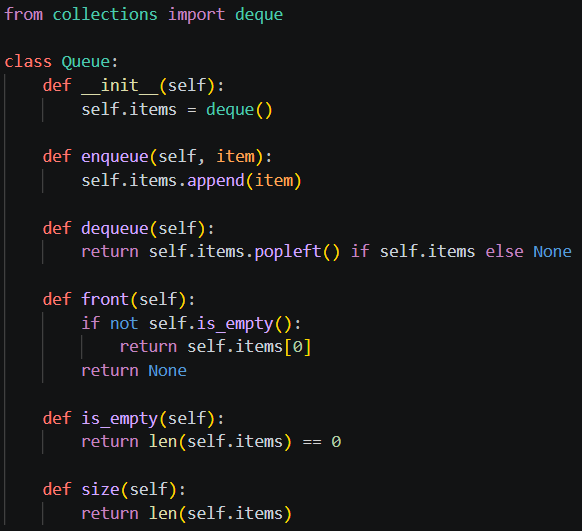 from collections import deque

class Queue:
    def __init__(self):
        self.items = deque()

    def enqueue(self, item):
        self.items.append(item)

    def dequeue(self):
        return self.items.popleft() if self.items else None

    def front(self):
        if not self.is_empty():
            return self.items[0]
        return None

    def is_empty(self):
        return len(self.items) == 0

    def size(self):
        return len(self.items)